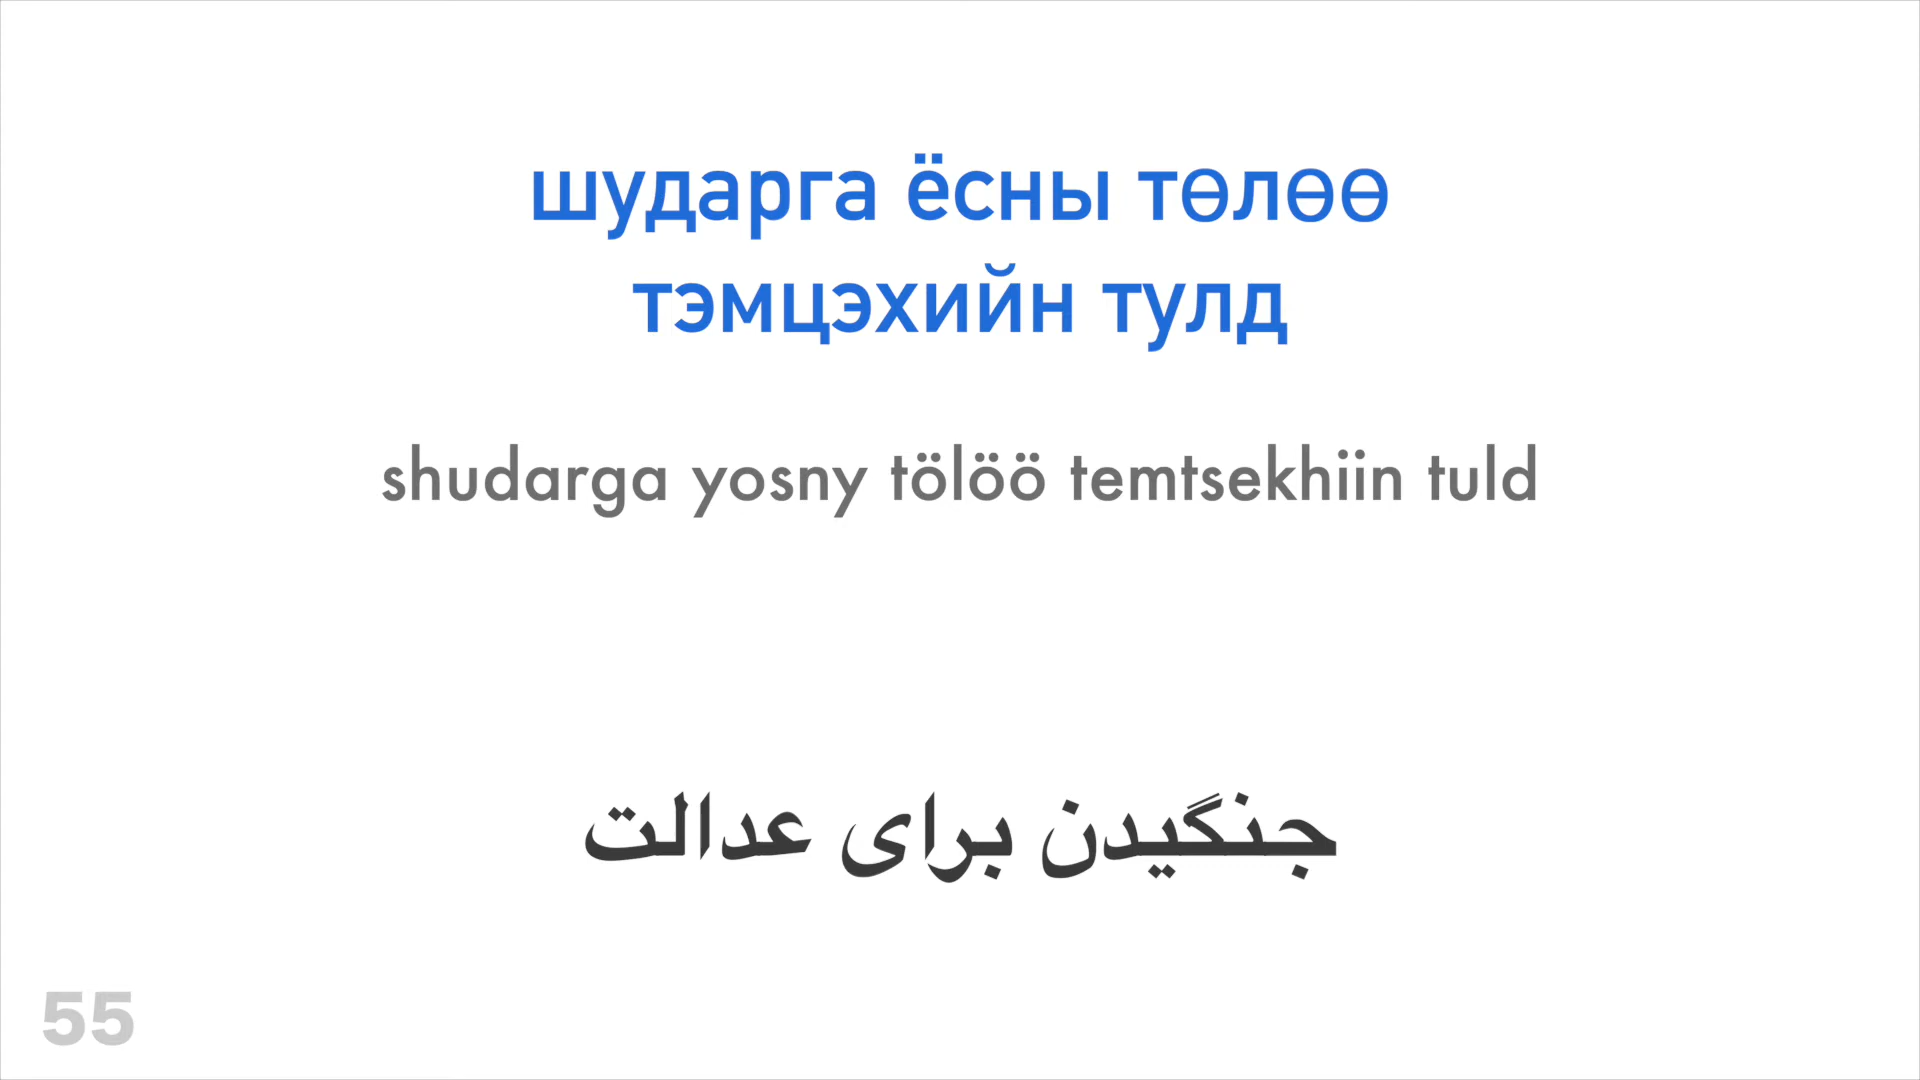 шударга ёсны төлөө
тэмцэхийн тулд
shudarga yosny tölöö temtsekhiin tuld
جنگیدن برای عدالت
55